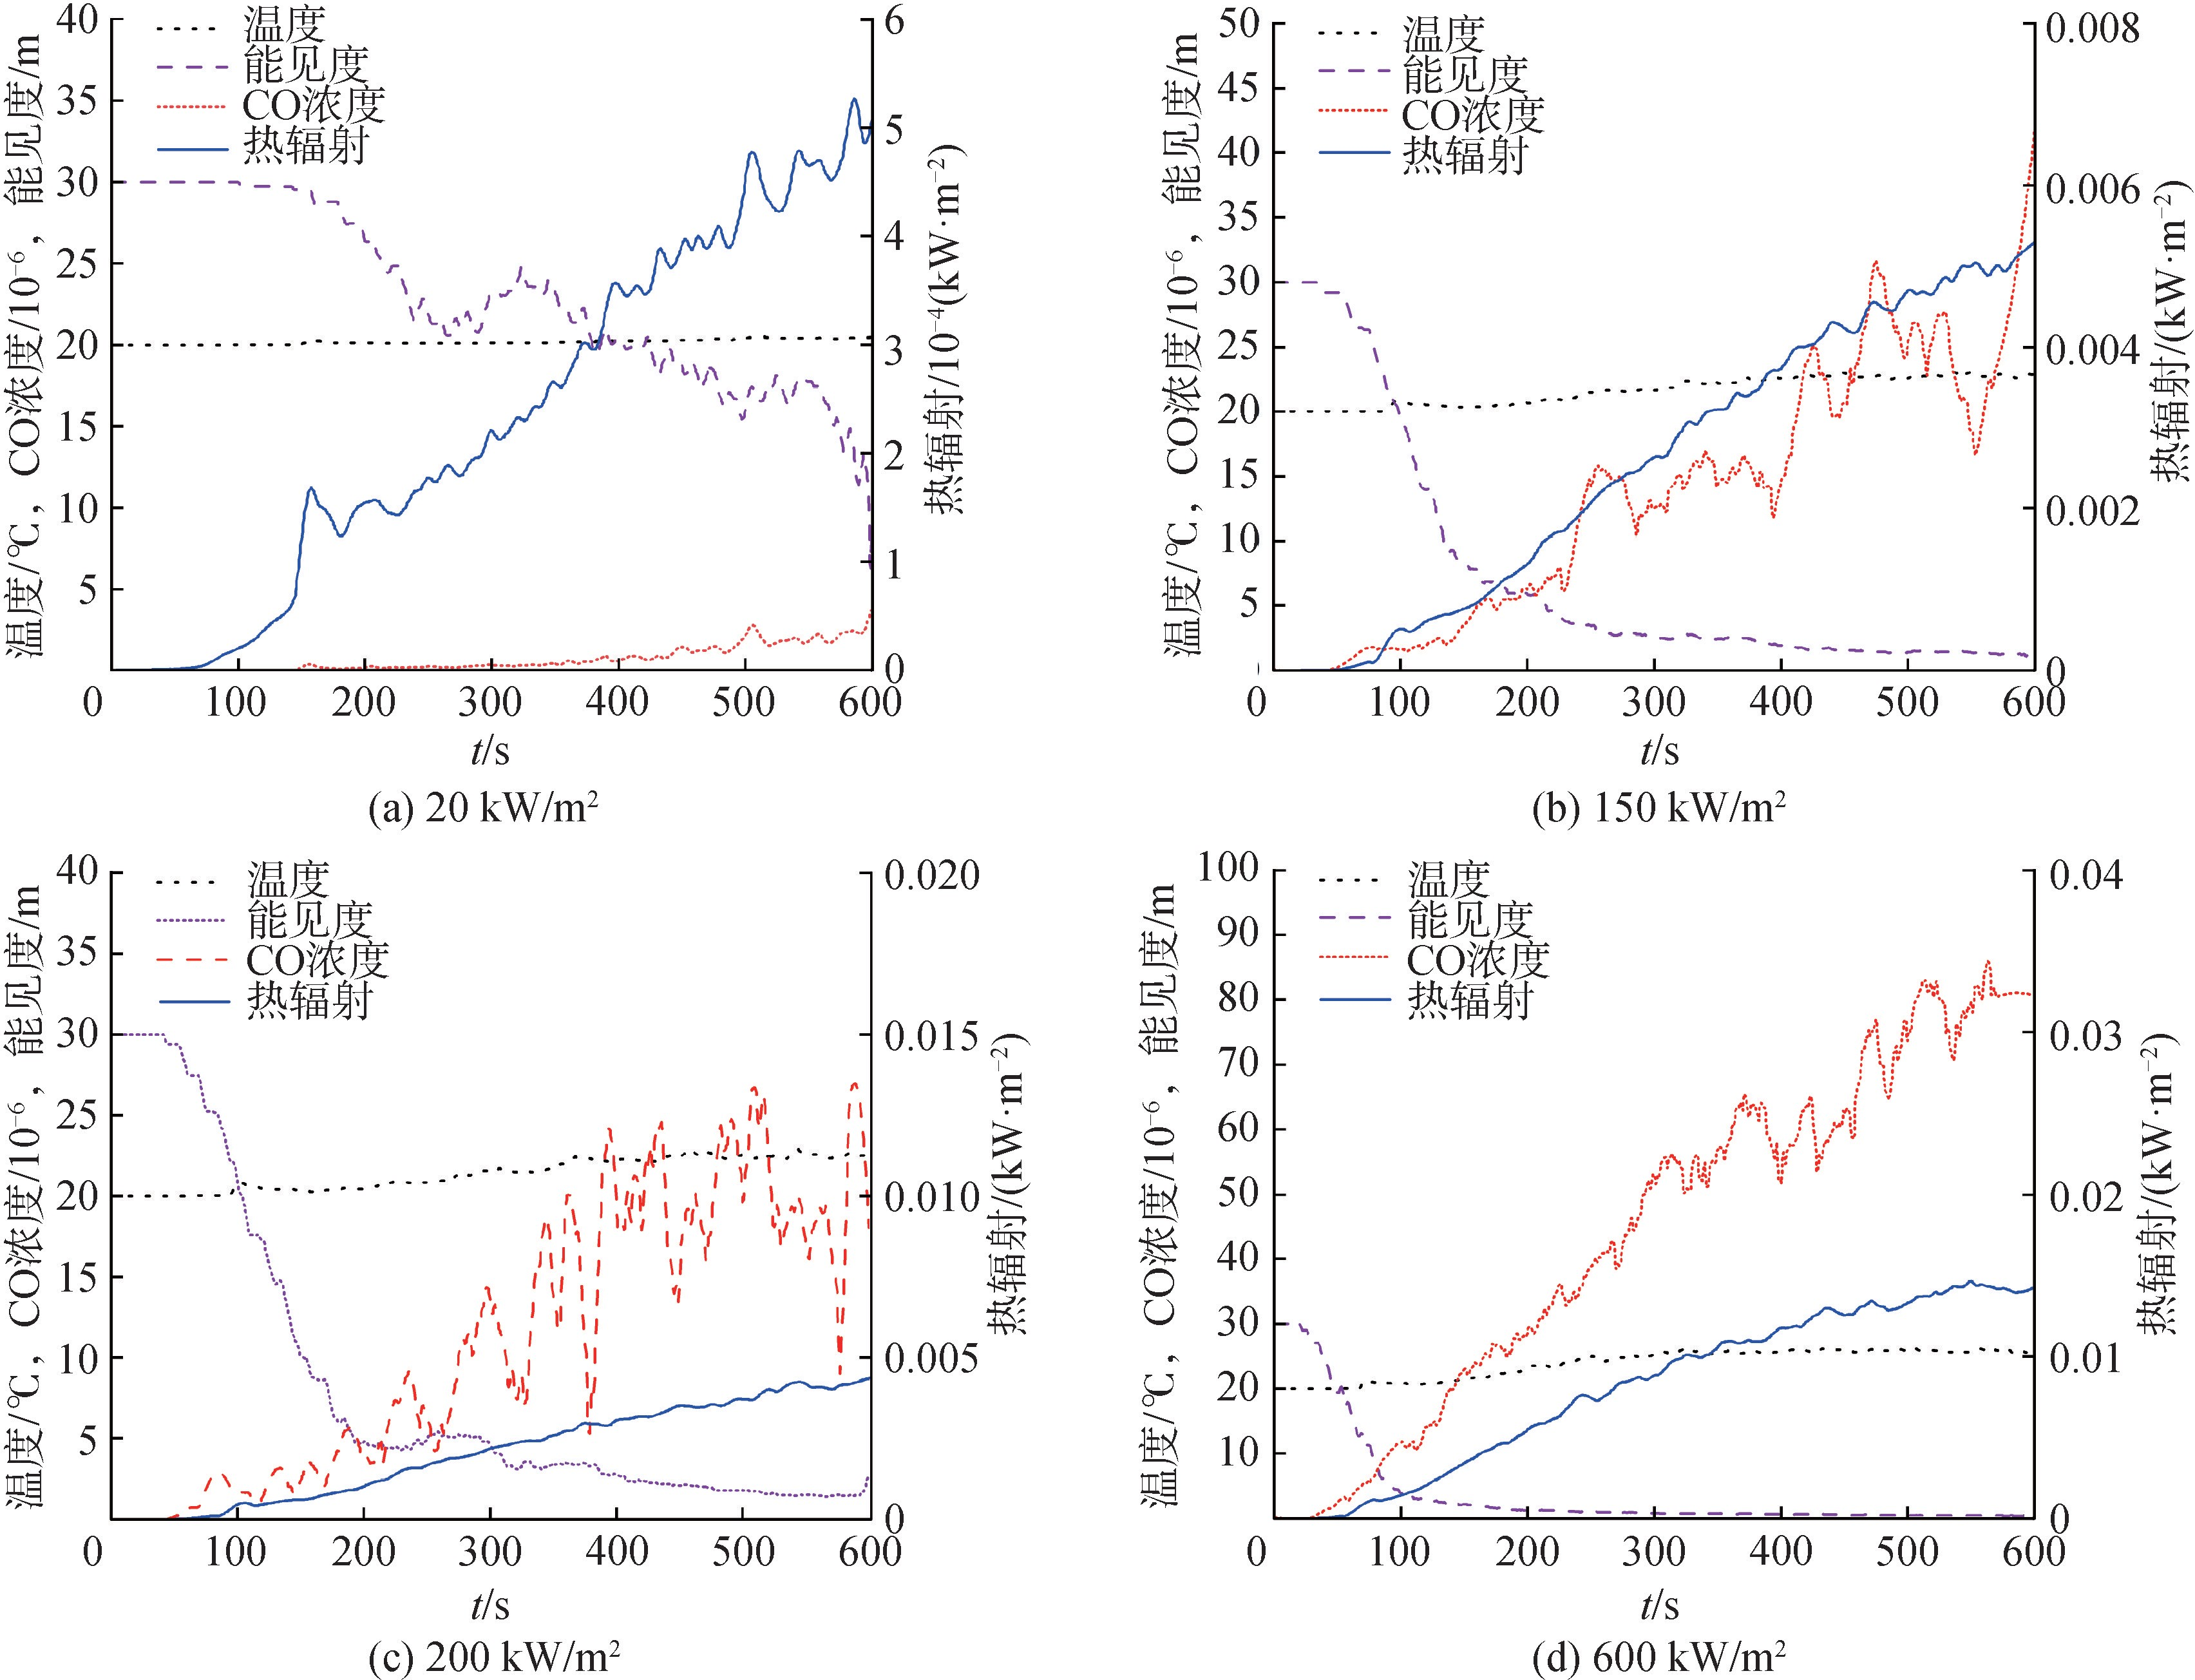 40
35
30
25
20
15
10
5
6
5
4
3
2
1
0
0 100 200 300 400 500 600
温度
能见度
CO浓度
热辐射
温度/℃, CO浓度/10⁻⁶, 能见度/m
热辐射/10⁻⁴(kW·m⁻²)
t/s
(a) 20 kW/m²
50
45
40
35
30
25
20
15
10
5
0.008
0.006
0.004
0.002
0
0 100 200 300 400 500 600
温度
能见度
CO浓度
热辐射
温度/℃, CO浓度/10⁻⁶, 能见度/m
热辐射/(kW·m⁻²)
t/s
(b) 150 kW/m²
40
35
30
25
20
15
10
5
0.020
0.015
0.010
0.005
0
0 100 200 300 400 500 600
温度
能见度
CO浓度
热辐射
温度/℃, CO浓度/10⁻⁶, 能见度/m
热辐射/(kW·m⁻²)
t/s
(c) 200 kW/m²
100
90
80
70
60
50
40
30
20
10
0.04
0.03
0.02
0.01
0
0 100 200 300 400 500 600
温度
能见度
CO浓度
热辐射
温度/℃, CO浓度/10⁻⁶, 能见度/m
热辐射/(kW·m⁻²)
t/s
(d) 600 kW/m²